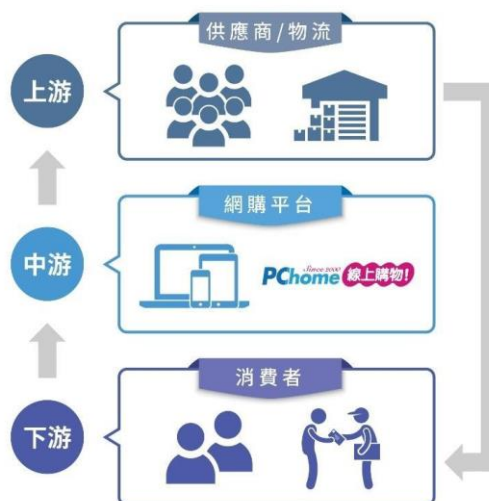 供應商/物流
上游
網購平台
中游
Since 2000
PChome 線上購物!
消費者
下游